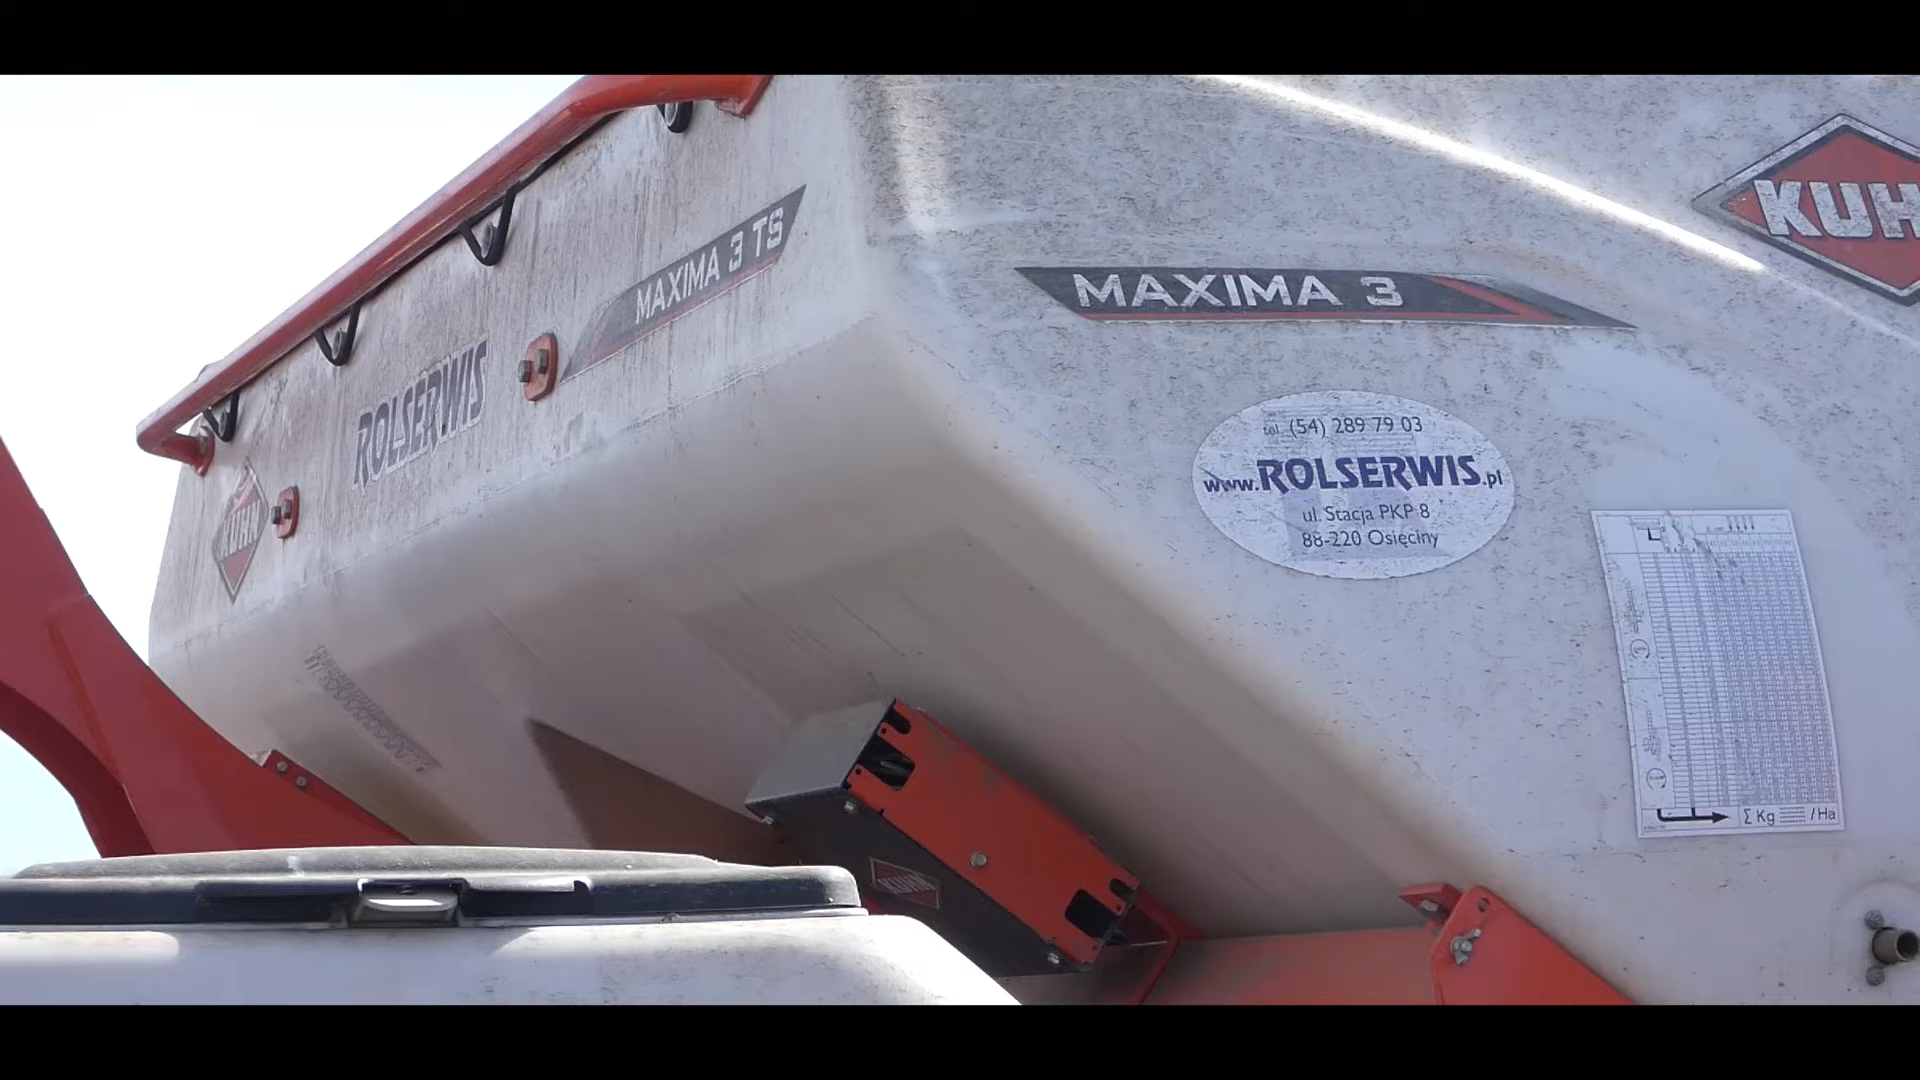 MAXIMA 3 TS
ROLSERWIS
KUHN
MAXIMA 3
KUH
tel. (54) 289 79 03
www.ROLSERWIS.pl
ul. Stacja PKP 8
88-220 Osięciny
Σ Kg / Ha
KUHN